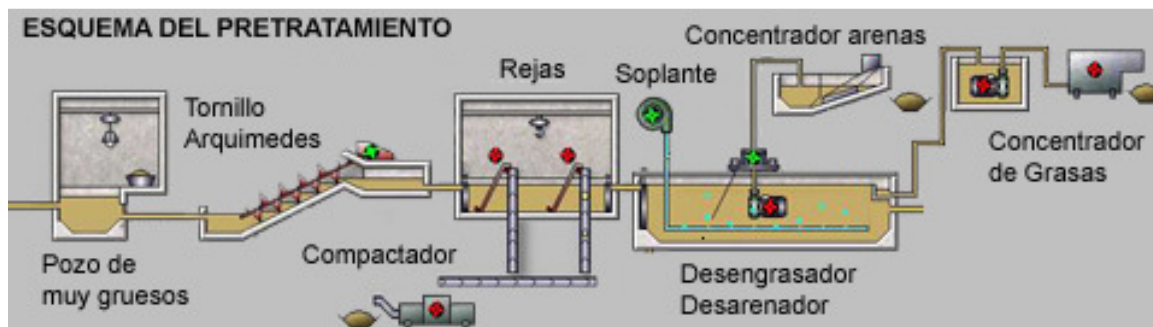 ESQUEMA DEL PRETRATAMIENTO
Concentrador arenas
Rejas
Soplante
Tornillo
Arquimedes
Concentrador
de Grasas
Compactador
Pozo de
muy gruesos
Desengrasador
Desarenador